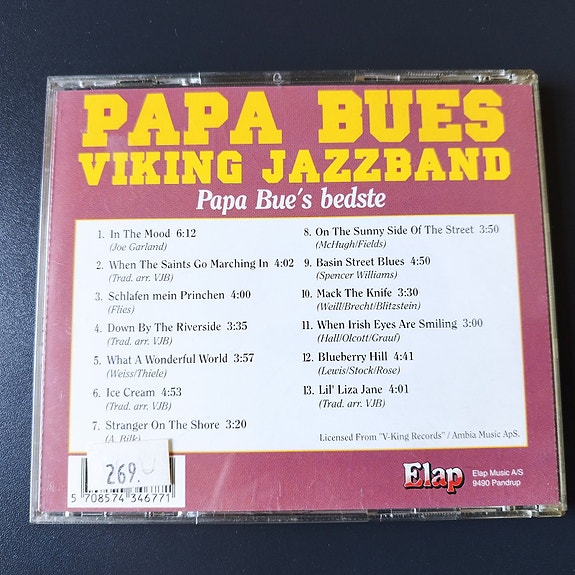 PAPA BUES
VIKING JAZZBAND
Papa Bue's bedste
1. In The Mood 6:12
(Joe Garland)
2. When The Saints Go Marching In 4:02
(Trad. arr. VJB)
3. Schlafen mein Princhen 4:00
(Flies)
4. Down By The Riverside 3:35
(Trad. arr. VJB)
5. What A Wonderful World 3:57
(Weiss/Thiele)
6. Ice Cream 4:53
(Trad. arr. VJB)
7. Stranger On The Shore 3:20
(A. Bilk)
8. On The Sunny Side Of The Street 3:50
(McHugh/Fields)
9. Basin Street Blues 4:50
(Spencer Williams)
10. Mack The Knife 3:30
(Weill/Brecht/Blitzstein)
11. When Irish Eyes Are Smiling 3:00
(Hall/Olcott/Grauf)
12. Blueberry Hill 4:41
(Lewis/Stock/Rose)
13. Lil' Liza Jane 4:01
(Trad. arr. VJB)
Licensed From "V-King Records" / Ambia Music ApS.
269.
5 708574 346771
Elap
Elap Music A/S
9490 Pandrup